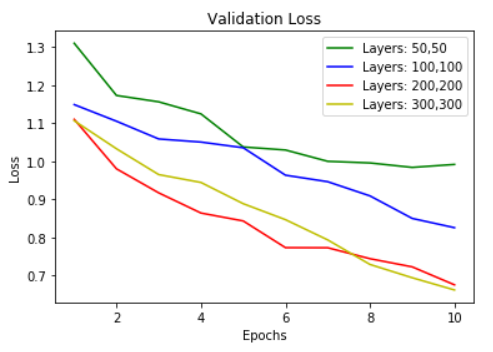 Validation Loss
1.3
1.2
1.1
1.0
0.9
0.8
0.7
Loss
Layers: 50,50
Layers: 100,100
Layers: 200,200
Layers: 300,300
2 4 6 8 10
Epochs